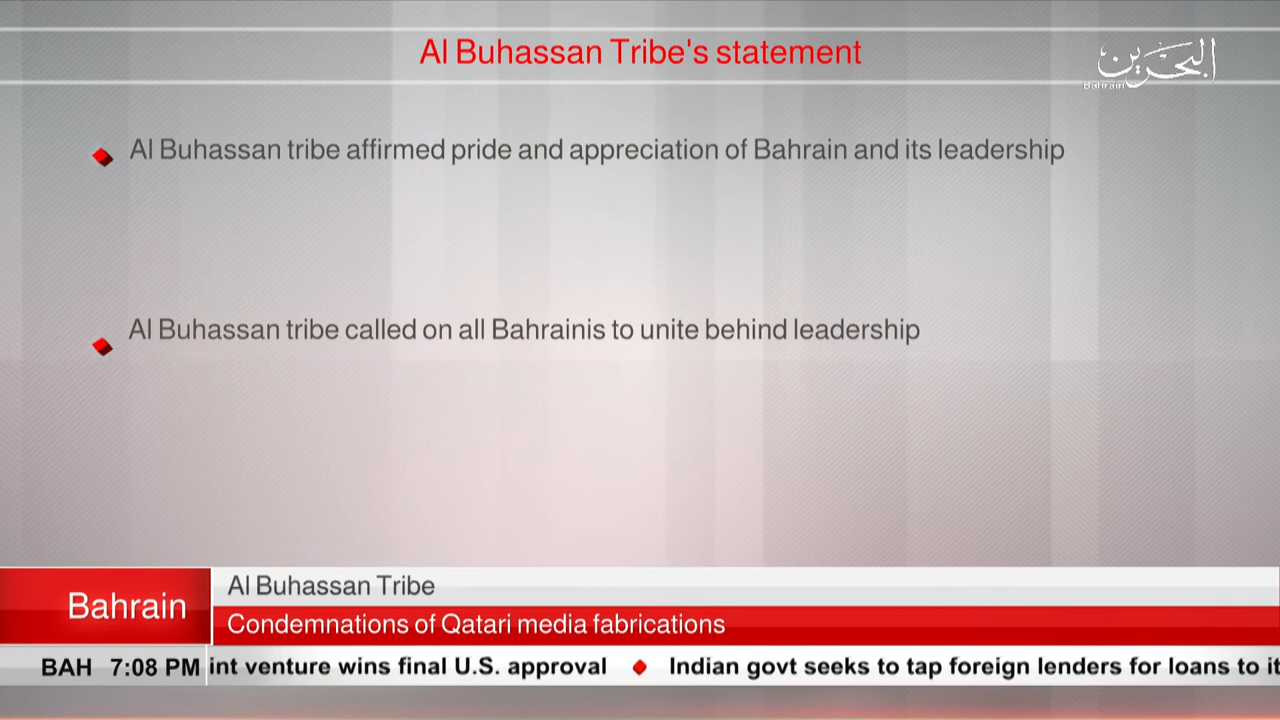 Al Buhassan Tribe's statement
البحرين
Bahrain
Al Buhassan tribe affirmed pride and appreciation of Bahrain and its leadership
Al Buhassan tribe called on all Bahrainis to unite behind leadership
Bahrain
Al Buhassan Tribe
Condemnations of Qatari media fabrications
BAH 7:08 PM int venture wins final U.S. approval Indian govt seeks to tap foreign lenders for loans to it